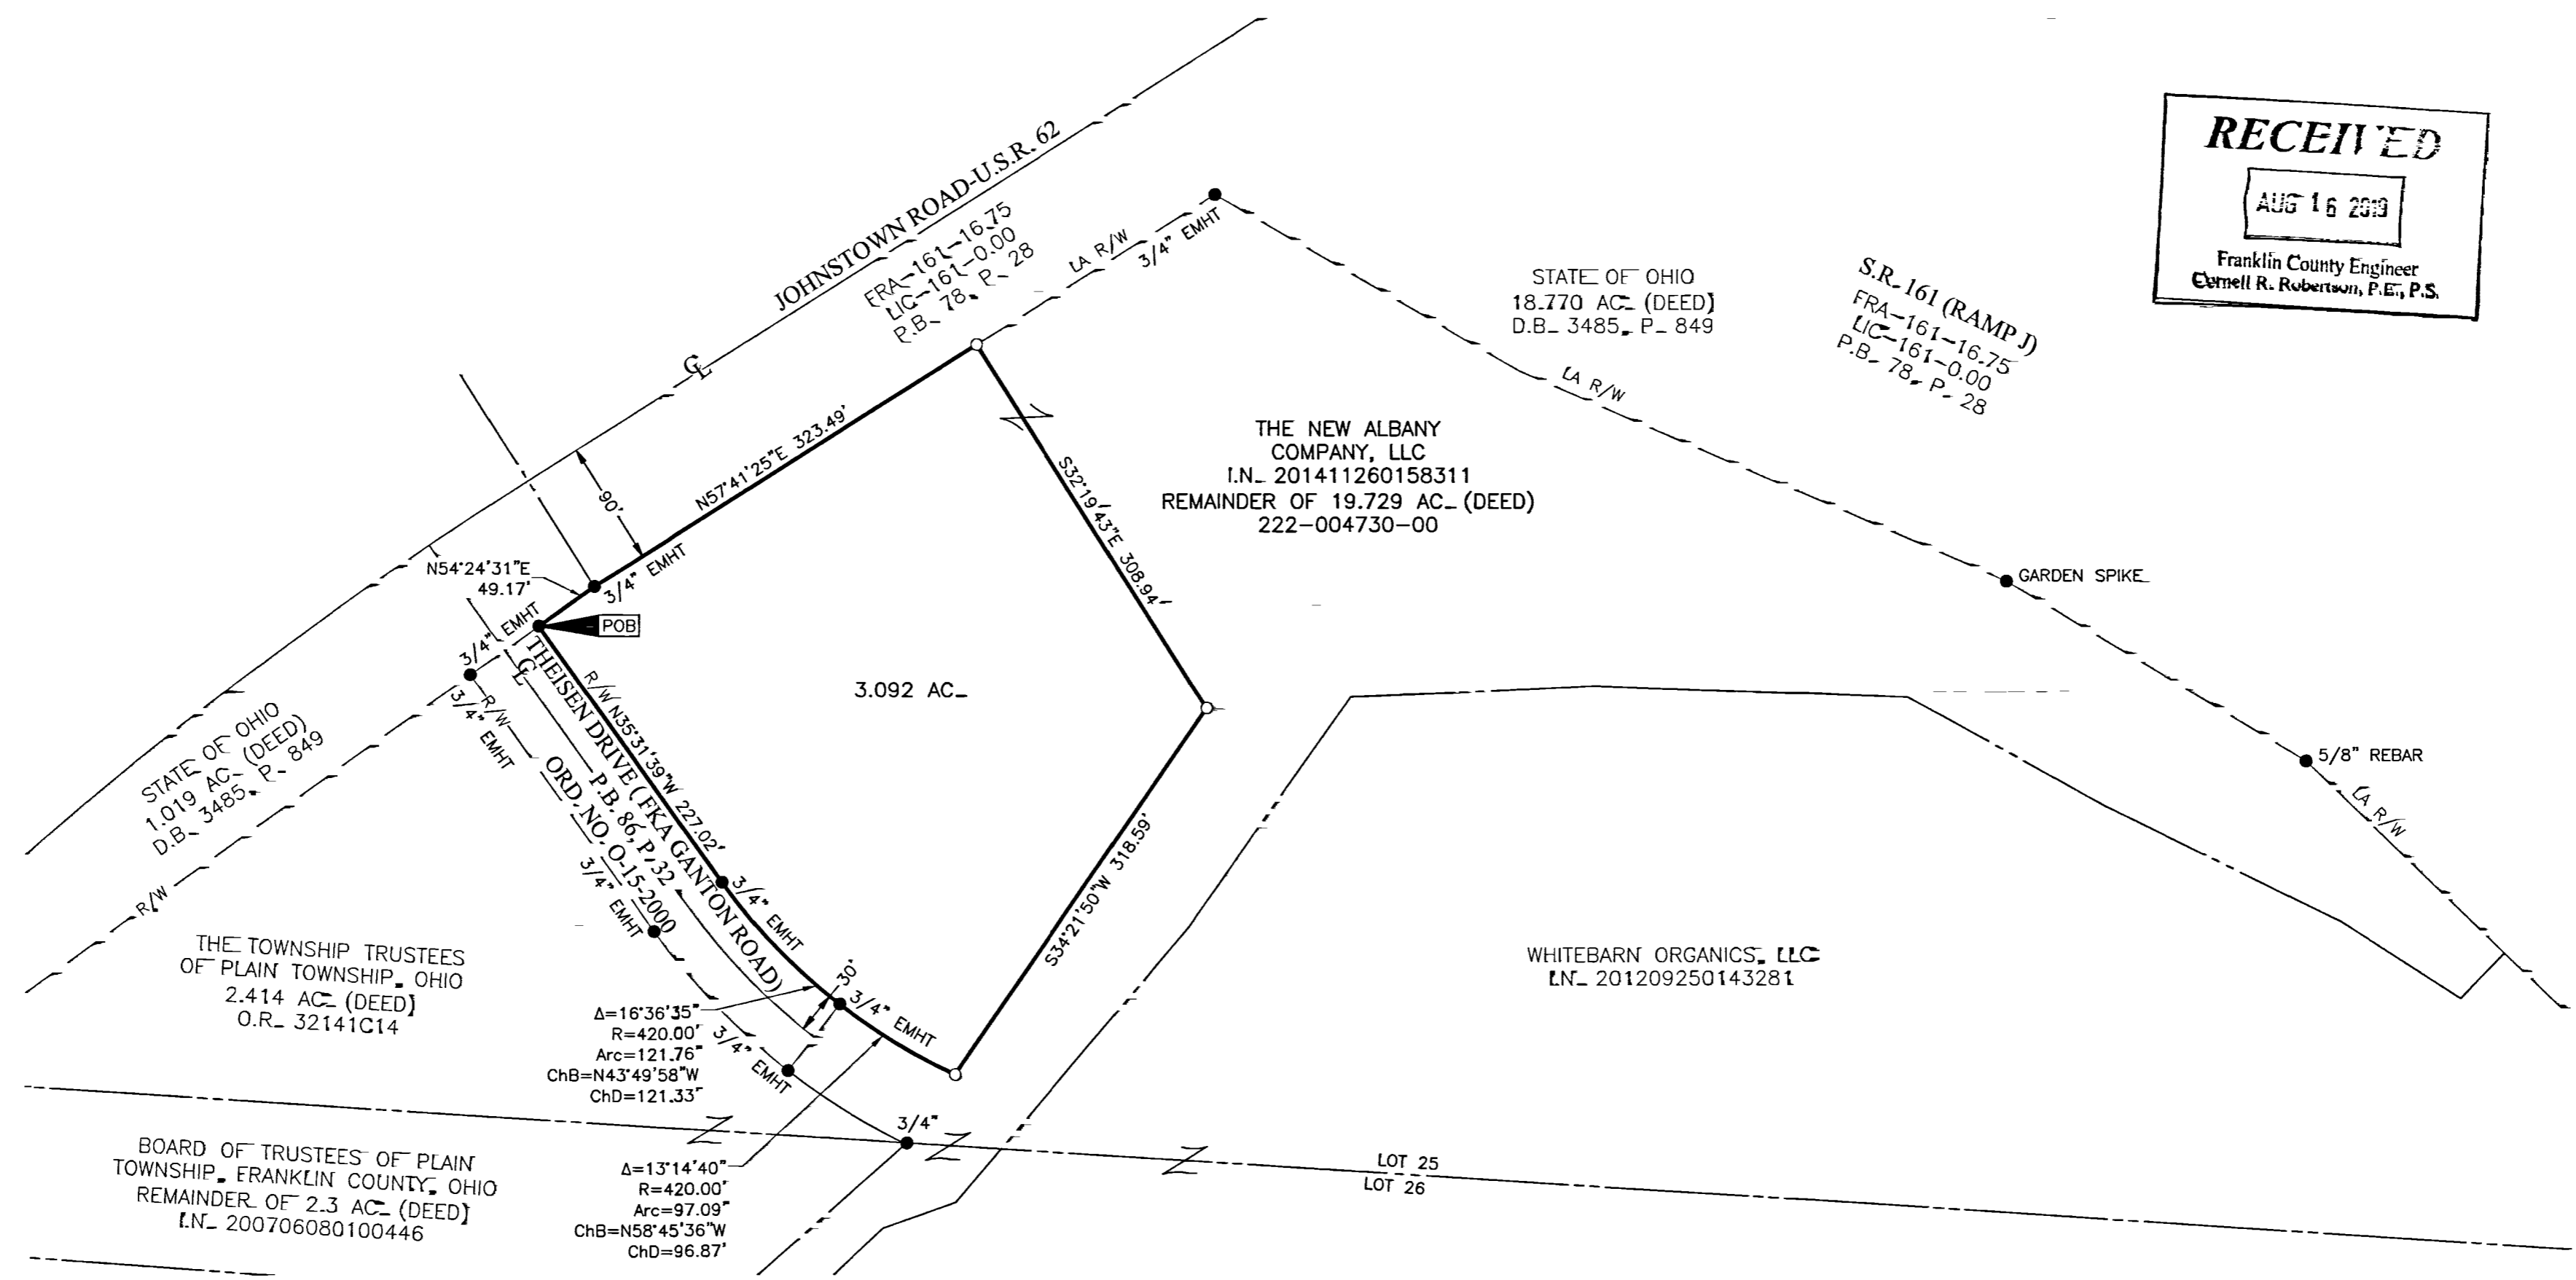 RECEIVED
AUG 16 2019
Franklin County Engineer
Cornell R. Robertson, P.E., P.S.
JOHNSTOWN ROAD-U.S.R. 62
FRA-161-16.75
LIC-161-0.00
P.B. 78, P. 28
LA R/W
3/4" EMHT
STATE OF OHIO
18.770 AC. (DEED)
D.B. 3485, P. 849
S.R. 161 (RAMP J)
FRA-161-16.75
LIC-161-0.00
P.B. 78, P. 28
LA R/W
℄
THE NEW ALBANY
COMPANY, LLC
I.N. 201411260158311
REMAINDER OF 19.729 AC. (DEED)
222-004730-00
N57°41'25"E 323.49'
90'
S32°19'43"E 308.94'
N54°24'31"E
49.17'
3/4" EMHT
3/4" EMHT
POB
GARDEN SPIKE
5/8" REBAR
LA R/W
3.092 AC.
℄
R/W N35°31'39"W 227.02'
THEISEN DRIVE (FKA GANTON ROAD)
P.B. 86, P. 32
ORD. NO. O-15-2000
R/W
3/4" EMHT
STATE OF OHIO
1.019 AC. (DEED)
D.B. 3485, P. 849
R/W
3/4" EMHT
3/4" EMHT
S34°21'50"W 318.59'
THE TOWNSHIP TRUSTEES
OF PLAIN TOWNSHIP, OHIO
2.414 AC. (DEED)
O.R. 32141C14
WHITEBARN ORGANICS, LLC
I.N. 201209250143281
30'
3/4" EMHT
3/4" EMHT
Δ=16°36'35"
R=420.00'
Arc=121.76'
ChB=N43°49'58"W
ChD=121.33'
3/4"
BOARD OF TRUSTEES OF PLAIN
TOWNSHIP, FRANKLIN COUNTY, OHIO
REMAINDER OF 2.3 AC. (DEED)
I.N. 200706080100446
Δ=13°14'40"
R=420.00'
Arc=97.09'
ChB=N58°45'36"W
ChD=96.87'
LOT 25
LOT 26